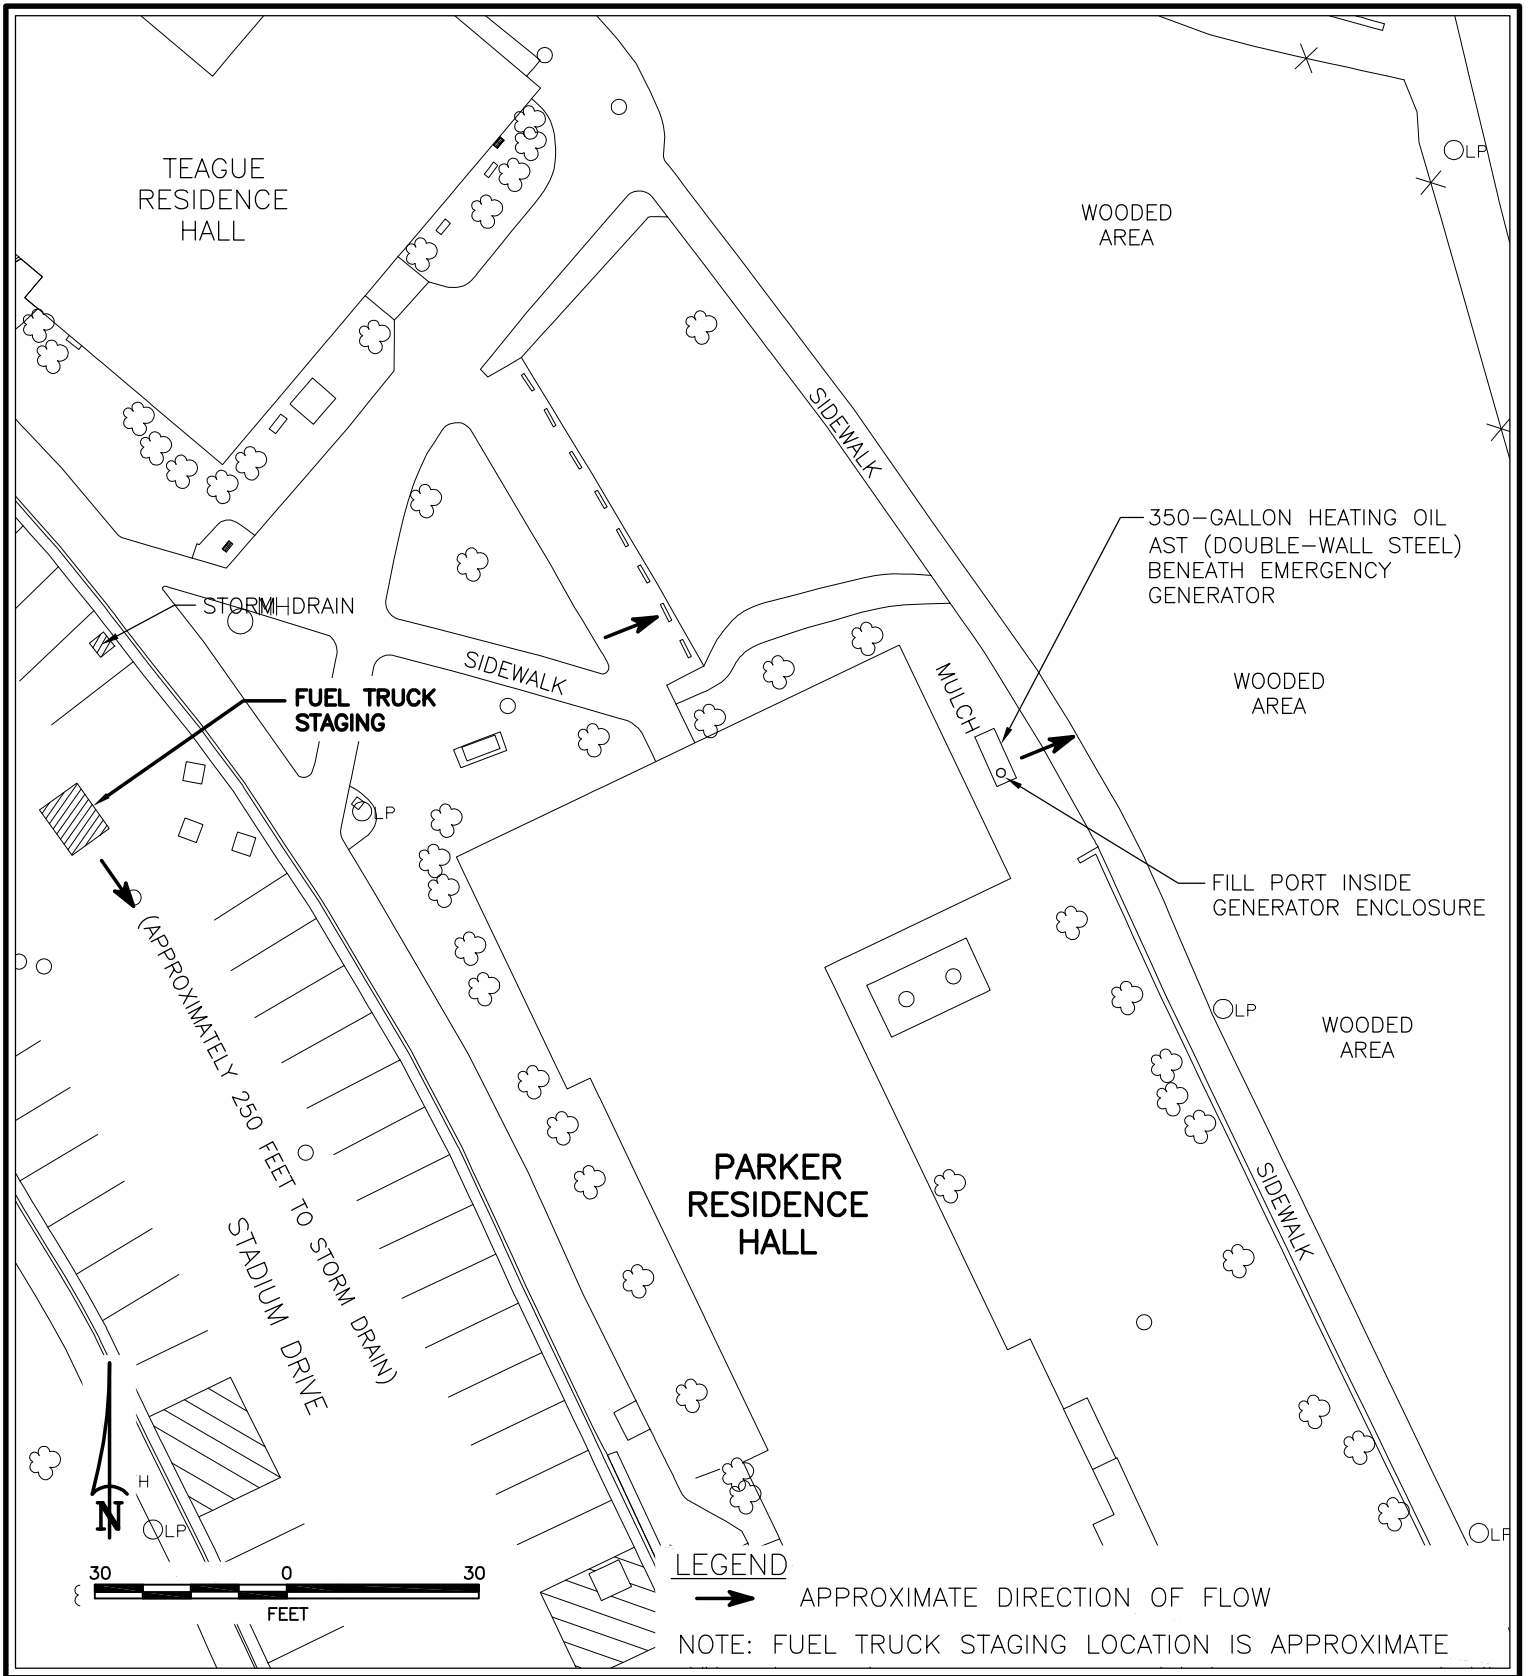 TEAGUE
RESIDENCE
HALL
LP
WOODED
AREA
SIDEWALK
350-GALLON HEATING OIL
AST (DOUBLE-WALL STEEL)
BENEATH EMERGENCY
GENERATOR
STORM DRAIN
MH
SIDEWALK
MULCH
WOODED
AREA
FUEL TRUCK
STAGING
LP
FILL PORT INSIDE
GENERATOR ENCLOSURE
(APPROXIMATELY 250 FEET TO STORM DRAIN)
LP
WOODED
AREA
PARKER
RESIDENCE
HALL
SIDEWALK
STADIUM DRIVE
H
N
LP
LP
30 0 30
FEET
LEGEND
APPROXIMATE DIRECTION OF FLOW
NOTE: FUEL TRUCK STAGING LOCATION IS APPROXIMATE